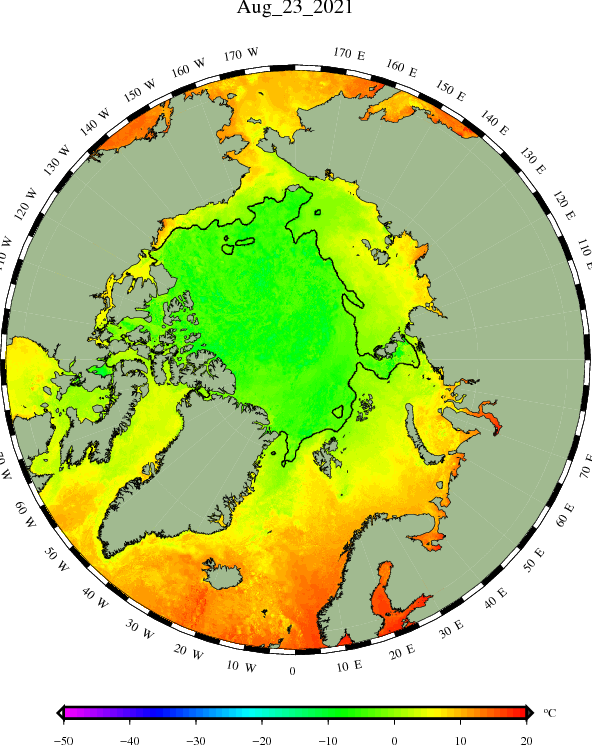 Aug_23_2021
170 W
170 E
160 W
160 E
150 W
150 E
140 W
140 E
130 W
130 E
120 W
120 E
110 E
70 E
60 W
60 E
50 W
50 E
40 W
40 E
30 W
30 E
20 W
20 E
10 W
10 E
0
°C
−50 −40 −30 −20 −10 0 10 20